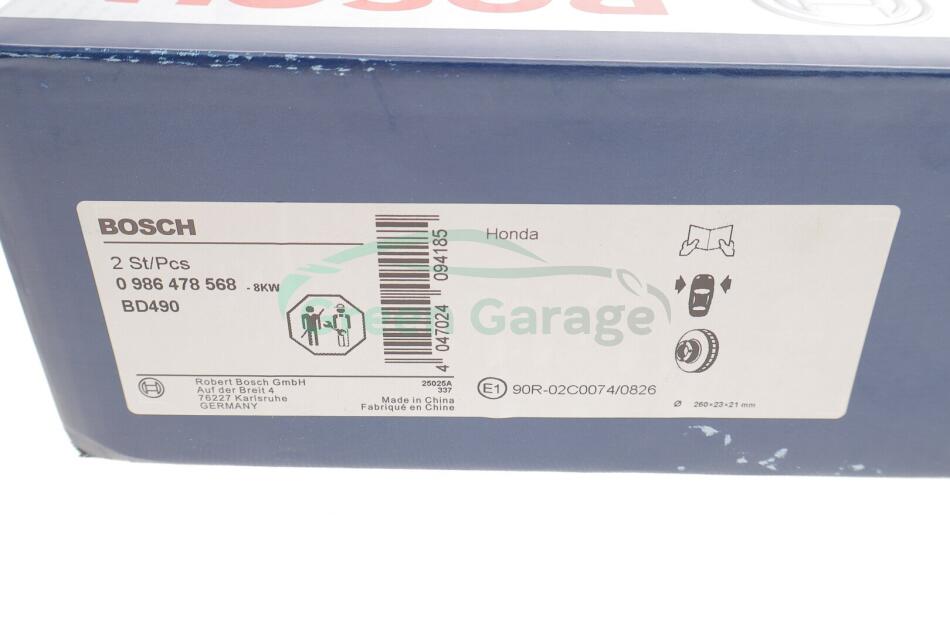 BOSCH
BOSCH
2 St/Pcs
0 986 478 568 - 8KW
BD490
Robert Bosch GmbH
Auf der Breit 4
76227 Karlsruhe
GERMANY
25025A
337
Made in China
Fabriqué en Chine
4 047024 094185
Honda
E1 90R-02C0074/0826
Ø 260×23×21 mm
Green Garage